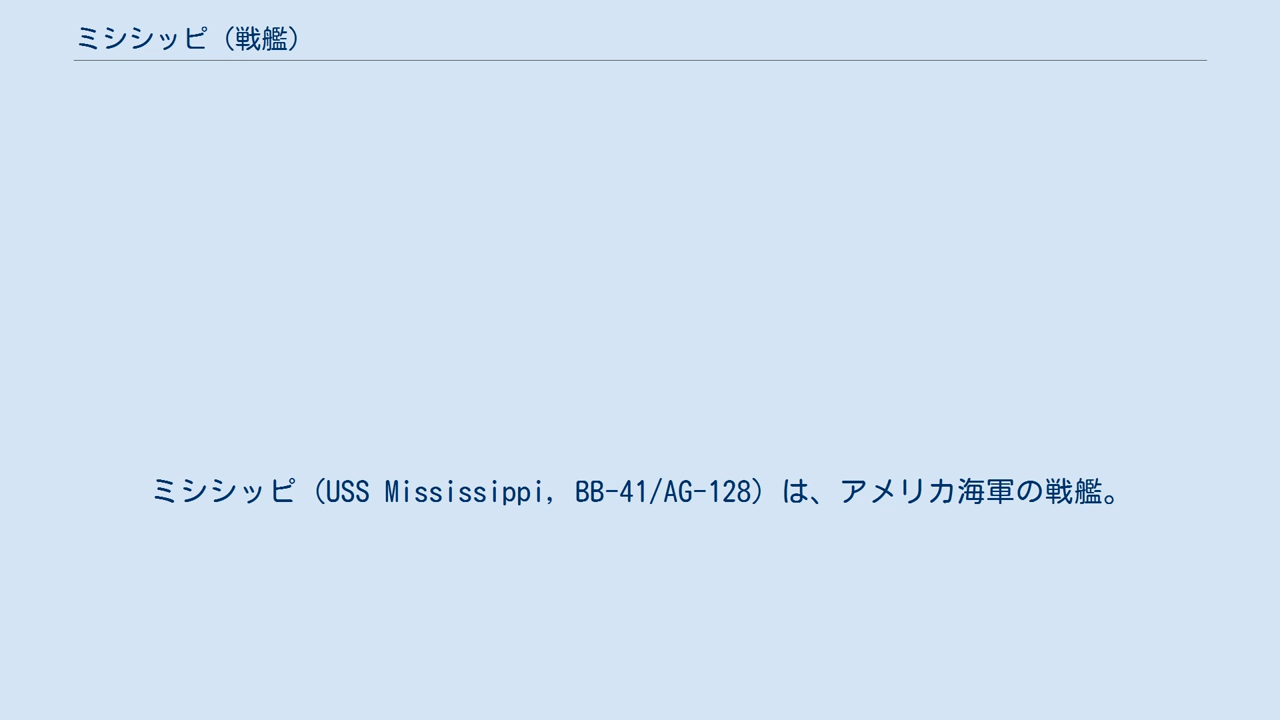 ミシシッピ（戦艦）
ミシシッピ（USS Mississippi, BB-41/AG-128）は、アメリカ海軍の戦艦。